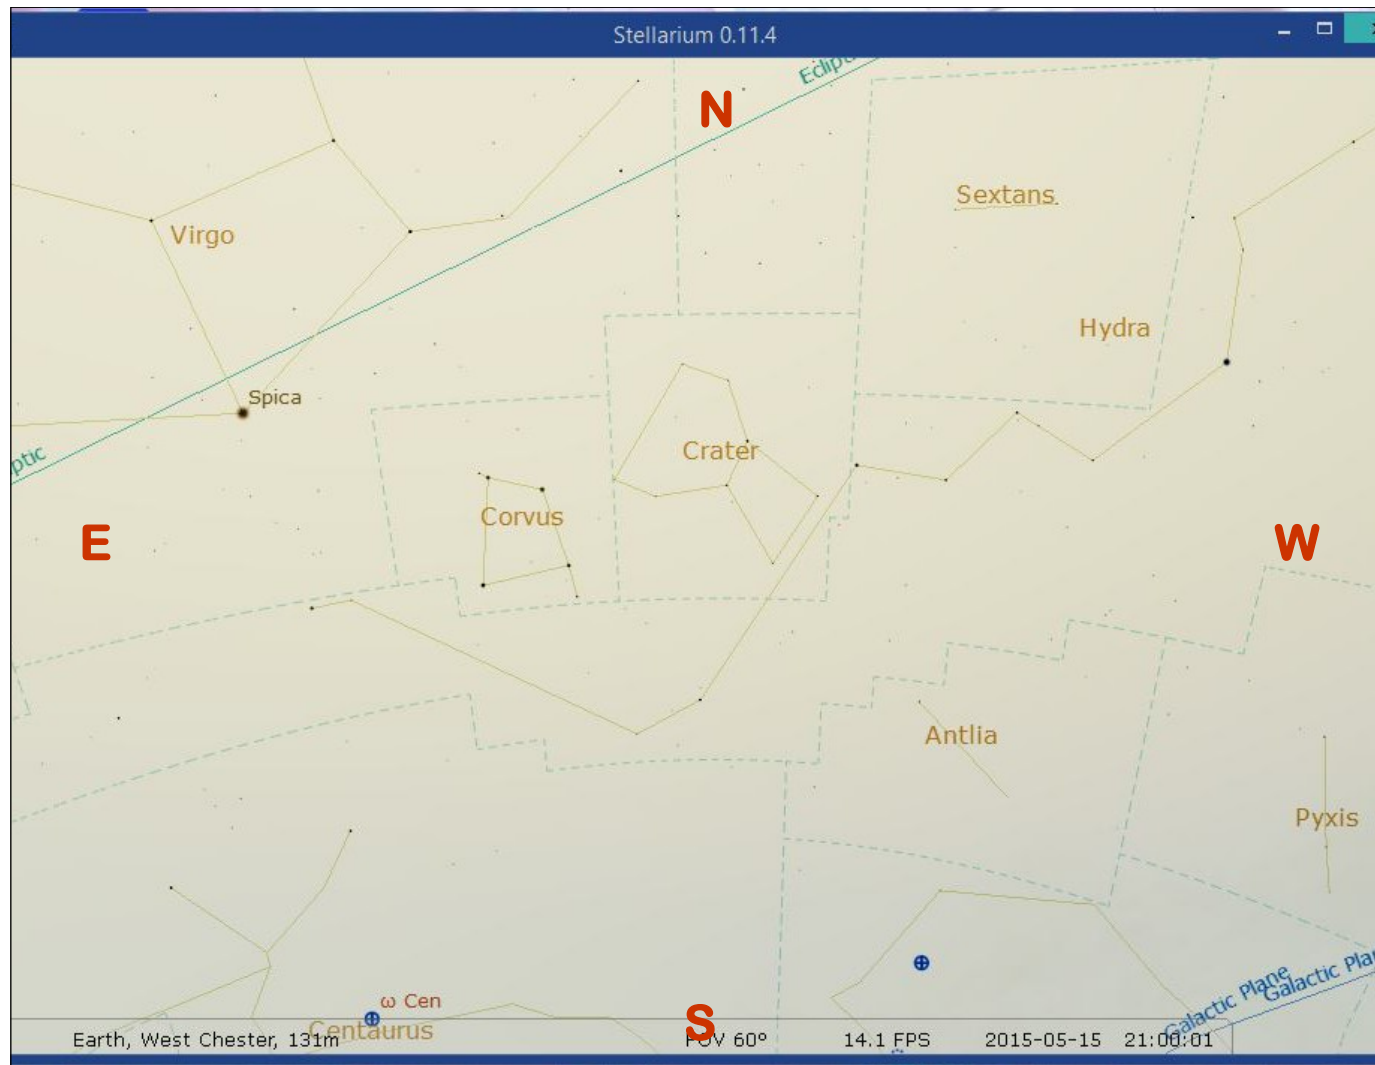 Stellarium 0.11.4
Eclipti
N
Sextans
Virgo
Hydra
Spica
Crater
ptic
Corvus
E
W
Antlia
Pyxis
Galactic Plane
Galactic Pla
ω Cen
S
Centaurus
Earth, West Chester, 131m
FOV 60°
14.1 FPS
2015-05-15
21:00:01